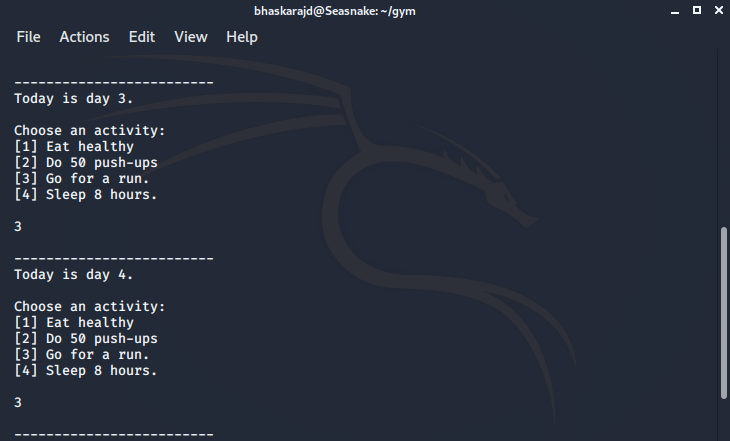 bhaskarajd@Seasnake: ~/gym
File Actions Edit View Help
-------------------------
Today is day 3.
Choose an activity:
[1] Eat healthy
[2] Do 50 push-ups
[3] Go for a run.
[4] Sleep 8 hours.
3
-------------------------
Today is day 4.
Choose an activity:
[1] Eat healthy
[2] Do 50 push-ups
[3] Go for a run.
[4] Sleep 8 hours.
3
-------------------------